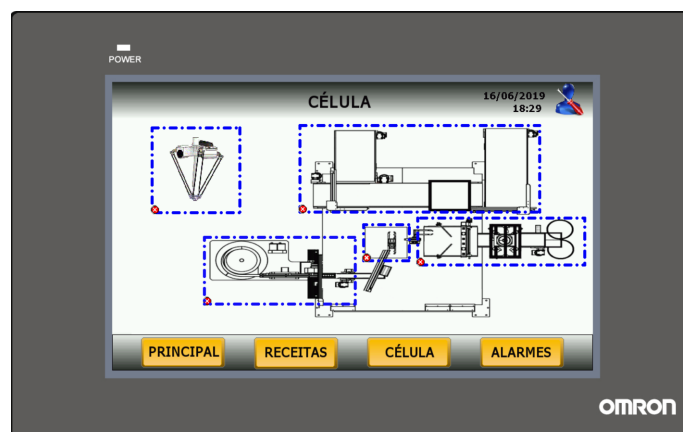 POWER
CÉLULA
16/06/2019
18:29
PRINCIPAL
RECEITAS
CÉLULA
ALARMES
OMRON